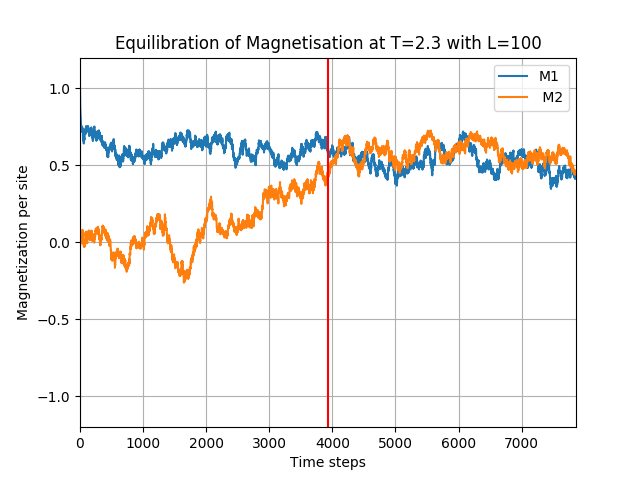 Equilibration of Magnetisation at T=2.3 with L=100
M1
M2
1.0
0.5
0.0
−0.5
−1.0
Magnetization per site
0 1000 2000 3000 4000 5000 6000 7000
Time steps